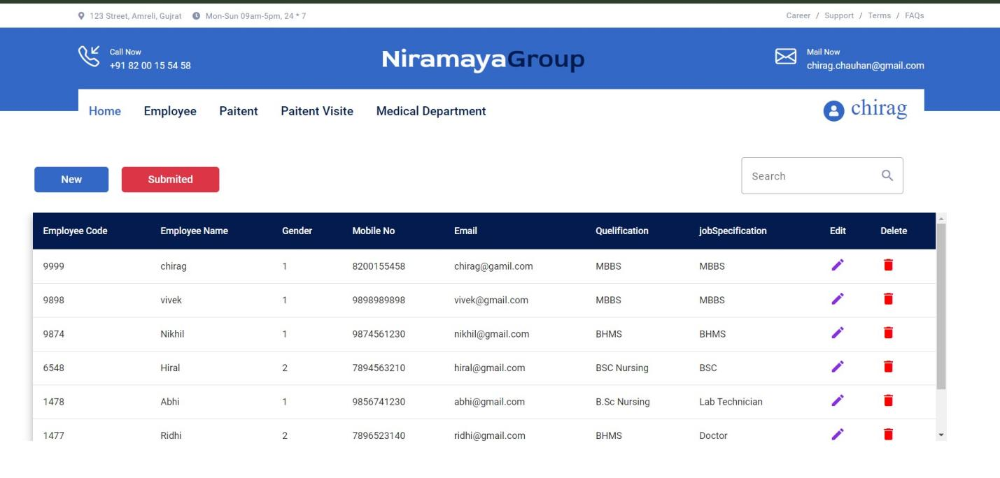 123 Street, Amreli, Gujrat Mon-Sun 09am-5pm, 24 * 7 Career / Support / Terms / FAQs
Call Now
+91 82 00 15 54 58
NiramayaGroup
Mail Now
chirag.chauhan@gmail.com
Home Employee Paitent Paitent Visite Medical Department chirag
New Submited Search
Employee Code Employee Name Gender Mobile No Email Quelification jobSpecification Edit Delete
9999 chirag 1 8200155458 chirag@gamil.com MBBS MBBS
9898 vivek 1 9898989898 vivek@gmail.com MBBS MBBS
9874 Nikhil 1 9874561230 nikhil@gmail.com BHMS BHMS
6548 Hiral 2 7894563210 hiral@gmail.com BSC Nursing BSC
1478 Abhi 1 9856741230 abhi@gmail.com B.Sc Nursing Lab Technician
1477 Ridhi 2 7896523140 ridhi@gmail.com BHMS Doctor